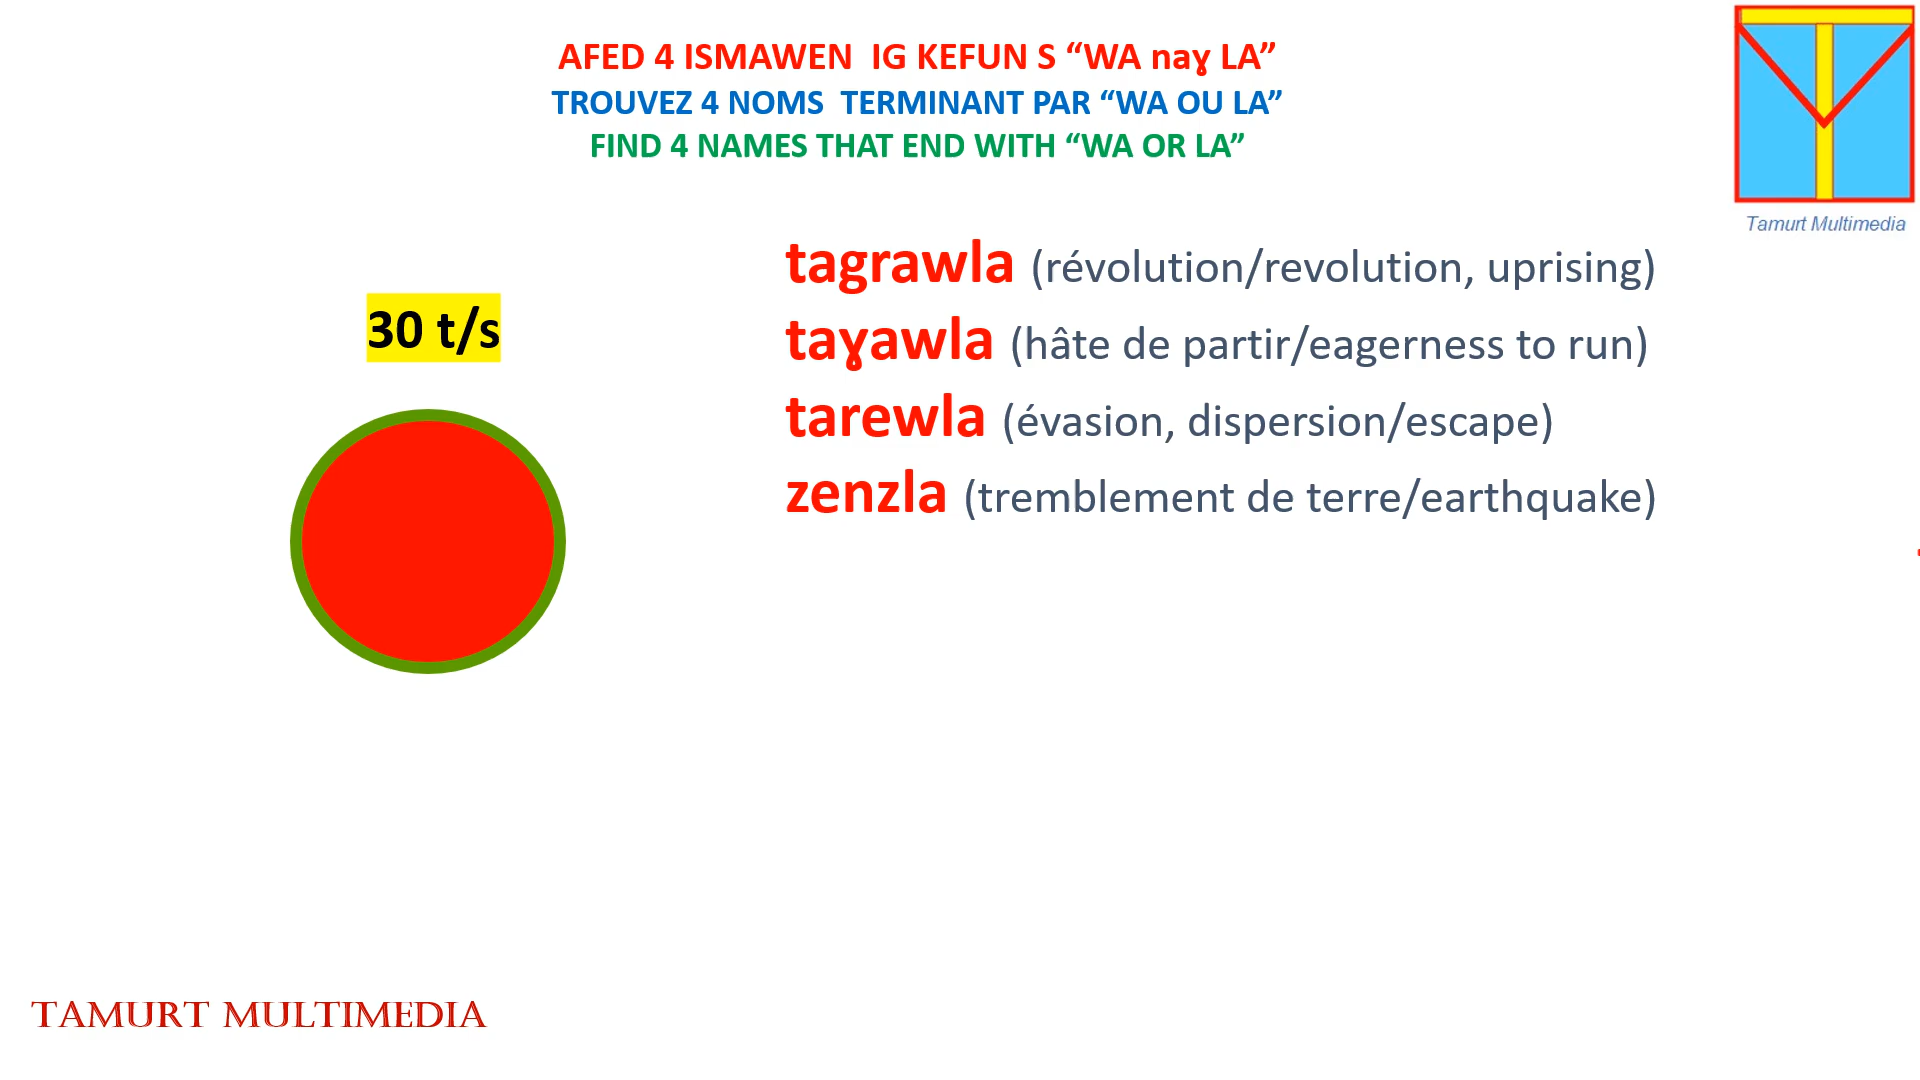 AFED 4 ISMAWEN IG KEFUN S “WA naɣ LA”
TROUVEZ 4 NOMS TERMINANT PAR “WA OU LA”
FIND 4 NAMES THAT END WITH “WA OR LA”
Tamurt Multimedia
tagrawla (révolution/revolution, uprising)
30 t/s
taɣawla (hâte de partir/eagerness to run)
tarewla (évasion, dispersion/escape)
zenzla (tremblement de terre/earthquake)
TAMURT MULTIMEDIA